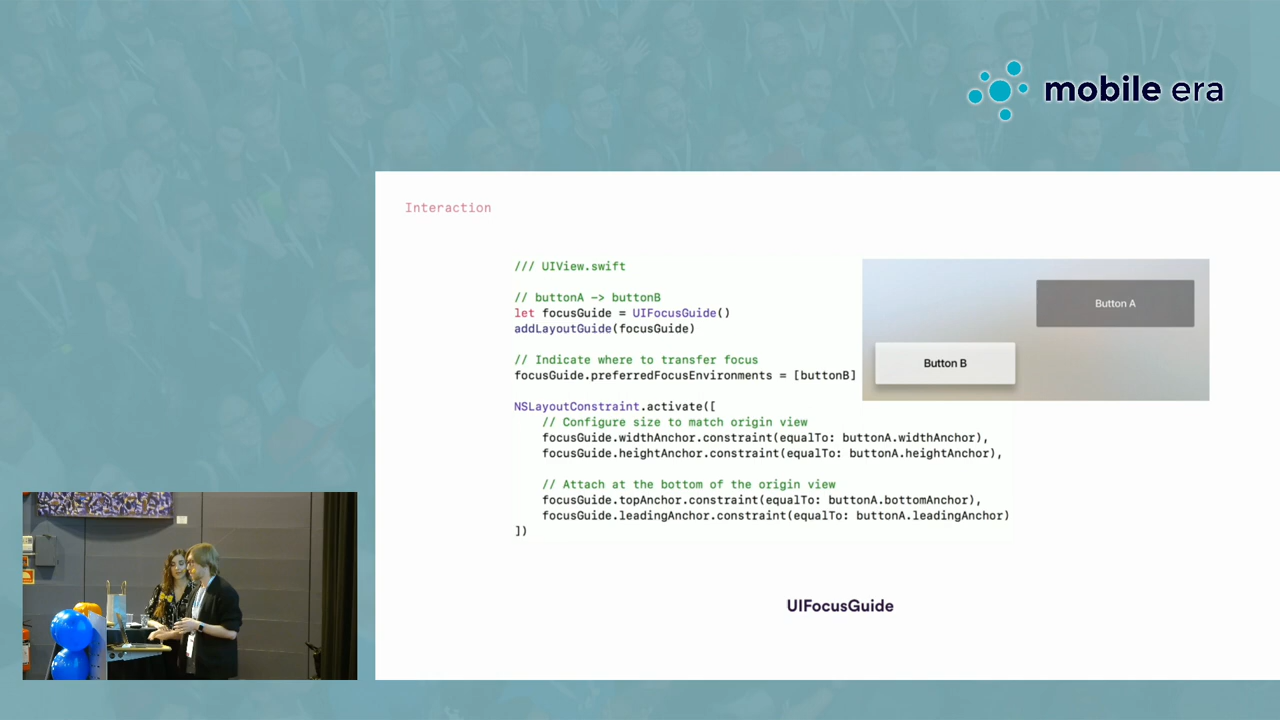 mobile era
Interaction
/// UIView.swift
// buttonA -> buttonB
let focusGuide = UIFocusGuide()
addLayoutGuide(focusGuide)
// Indicate where to transfer focus
focusGuide.preferredFocusEnvironments = [buttonB]
NSLayoutConstraint.activate([
// Configure size to match origin view
focusGuide.widthAnchor.constraint(equalTo: buttonA.widthAnchor),
focusGuide.heightAnchor.constraint(equalTo: buttonA.heightAnchor),
// Attach at the bottom of the origin view
focusGuide.topAnchor.constraint(equalTo: buttonA.bottomAnchor),
focusGuide.leadingAnchor.constraint(equalTo: buttonA.leadingAnchor)
])
Button A
Button B
UIFocusGuide